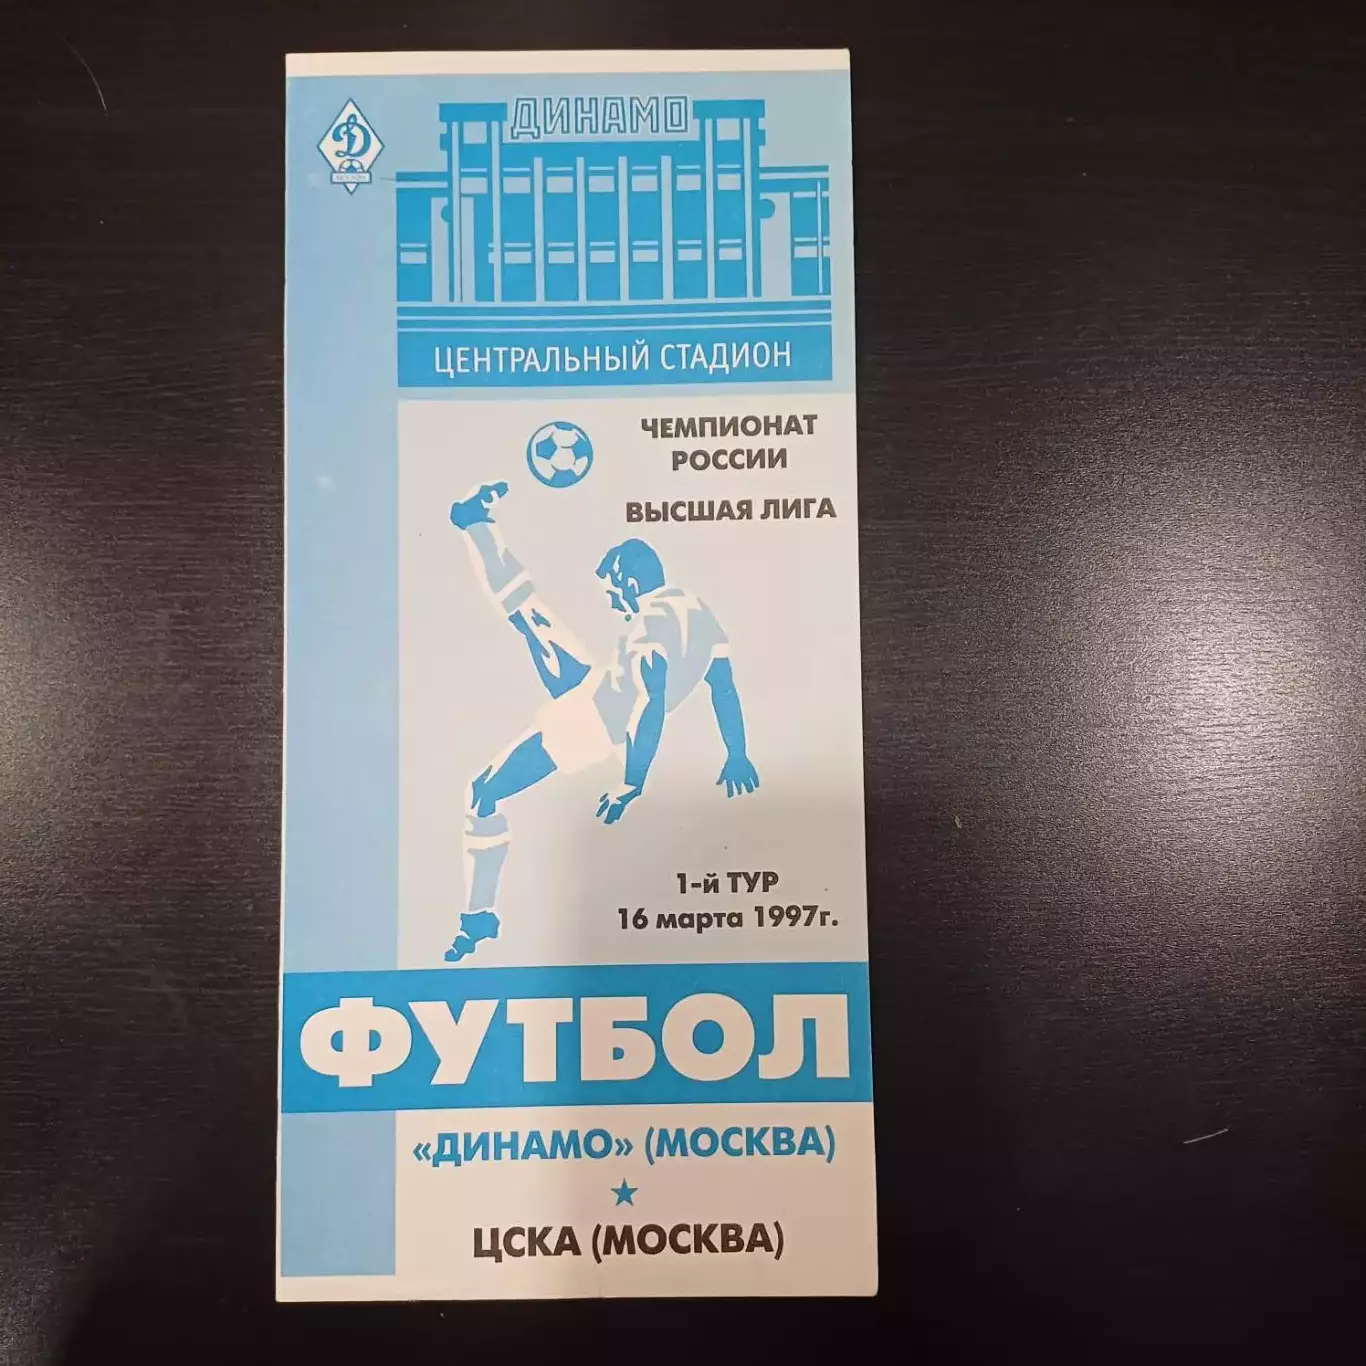 ДИНАМО
ЦЕНТРАЛЬНЫЙ СТАДИОН
ЧЕМПИОНАТ
РОССИИ
ВЫСШАЯ ЛИГА
1-й ТУР
16 марта 1997г.
ФУТБОЛ
«ДИНАМО» (МОСКВА)
ЦСКА (МОСКВА)